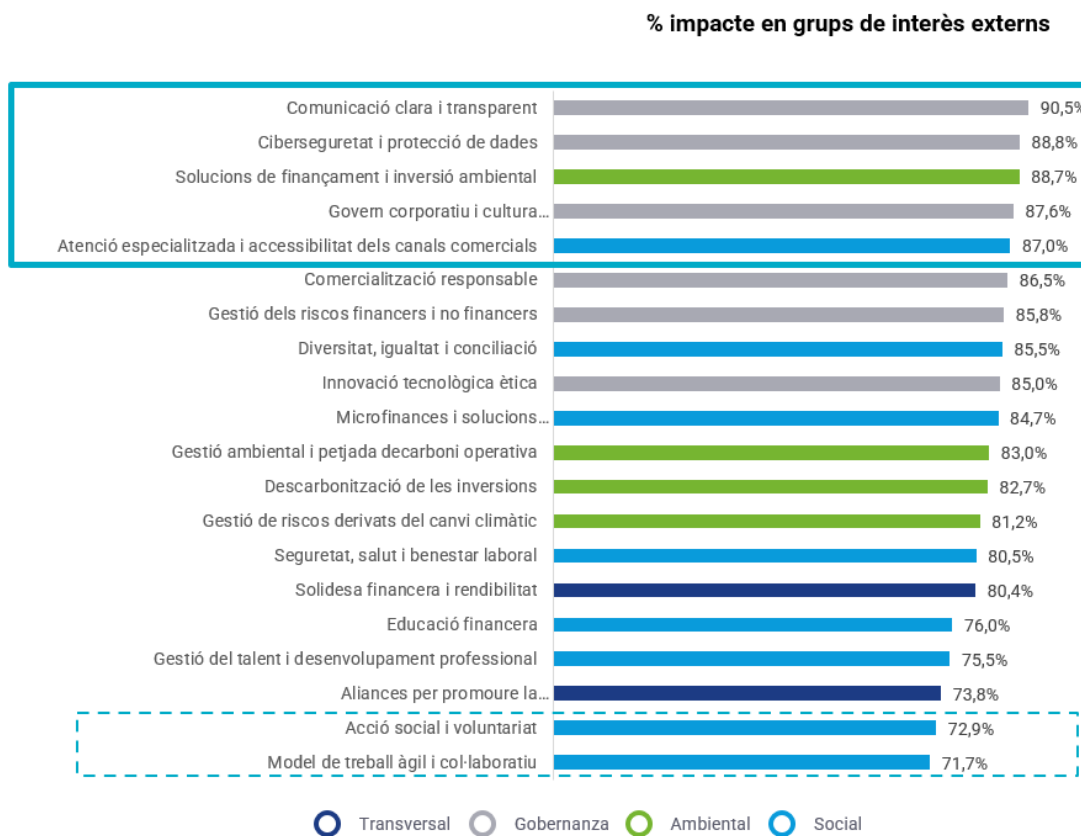 % impacte en grups de interès externs
Comunicació clara i transparent 90,5%
Ciberseguretat i protecció de dades 88,8%
Solucions de finançament i inversió ambiental 88,7%
Govern corporatiu i cultura... 87,6%
Atenció especialitzada i accessibilitat dels canals comercials 87,0%
Comercialització responsable 86,5%
Gestió dels riscos financers i no financers 85,8%
Diversitat, igualtat i conciliació 85,5%
Innovació tecnològica ètica 85,0%
Microfinances i solucions... 84,7%
Gestió ambiental i petjada decarboni operativa 83,0%
Descarbonització de les inversions 82,7%
Gestió de riscos derivats del canvi climàtic 81,2%
Seguretat, salut i benestar laboral 80,5%
Solidesa financera i rendibilitat 80,4%
Educació financera 76,0%
Gestió del talent i desenvolupament professional 75,5%
Aliances per promoure la... 73,8%
Acció social i voluntariat 72,9%
Model de treball àgil i col·laboratiu 71,7%
Transversal Gobernanza Ambiental Social